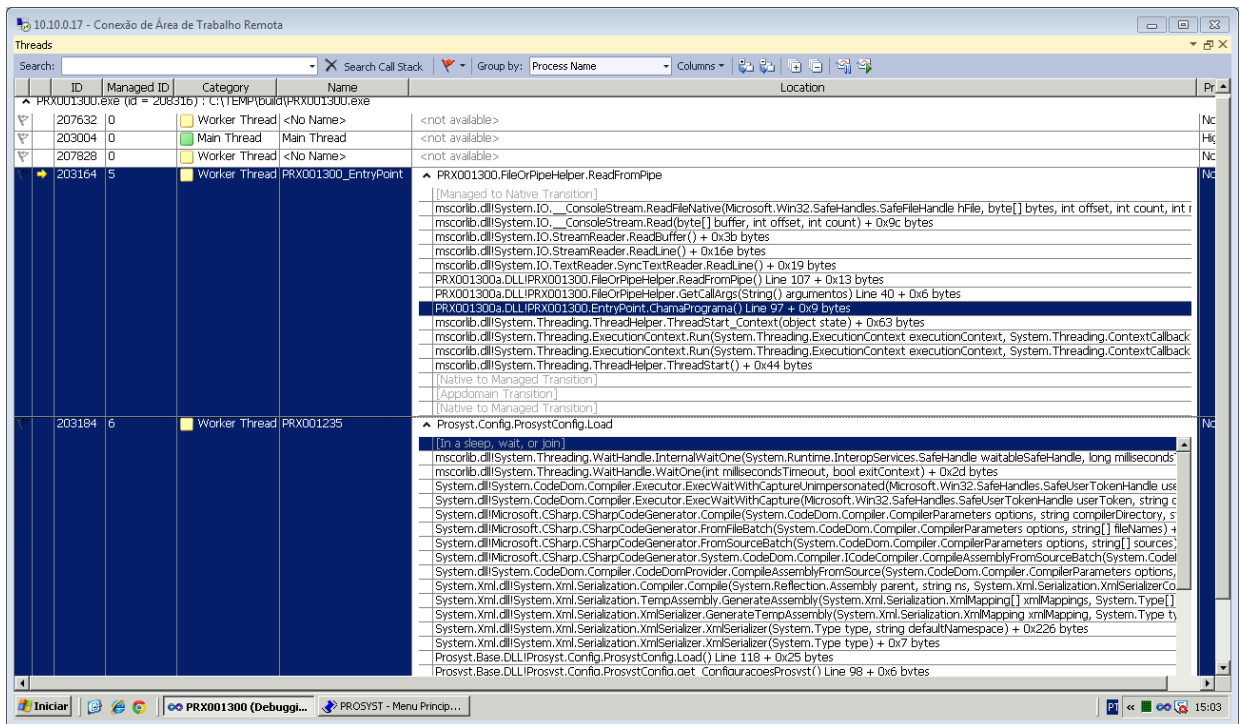 10.10.0.17 - Conexão de Área de Trabalho Remota
Threads
Search: Search Call Stack Group by: Process Name Columns
ID Managed ID Category Name Location Pr
PRX001300.exe (id = 208316) : C:\TEMP\build\PRX001300.exe
207632 0 Worker Thread <No Name> <not available> No
203004 0 Main Thread Main Thread <not available> Hig
207828 0 Worker Thread <No Name> <not available> No
203164 5 Worker Thread PRX001300_EntryPoint PRX001300.FileOrPipeHelper.ReadFromPipe No
[Managed to Native Transition]
mscorlib.dll!System.IO.__ConsoleStream.ReadFileNative(Microsoft.Win32.SafeHandles.SafeFileHandle hFile, byte[] bytes, int offset, int count, int
mscorlib.dll!System.IO.__ConsoleStream.Read(byte[] buffer, int offset, int count) + 0x9c bytes
mscorlib.dll!System.IO.StreamReader.ReadBuffer() + 0x3b bytes
mscorlib.dll!System.IO.StreamReader.ReadLine() + 0x16e bytes
mscorlib.dll!System.IO.TextReader.SyncTextReader.ReadLine() + 0x19 bytes
PRX001300a.DLL!PRX001300.FileOrPipeHelper.ReadFromPipe() Line 107 + 0x13 bytes
PRX001300a.DLL!PRX001300.FileOrPipeHelper.GetCallArgs(String() argumentos) Line 40 + 0x6 bytes
PRX001300a.DLL!PRX001300.EntryPoint.ChamaPrograma() Line 97 + 0x9 bytes
mscorlib.dll!System.Threading.ThreadHelper.ThreadStart_Context(object state) + 0x63 bytes
mscorlib.dll!System.Threading.ExecutionContext.Run(System.Threading.ExecutionContext executionContext, System.Threading.ContextCallback
mscorlib.dll!System.Threading.ExecutionContext.Run(System.Threading.ExecutionContext executionContext, System.Threading.ContextCallback
mscorlib.dll!System.Threading.ThreadHelper.ThreadStart() + 0x44 bytes
[Native to Managed Transition]
[Appdomain Transition]
[Native to Managed Transition]
203184 6 Worker Thread PRX001235 Prosyst.Config.ProsystConfig.Load No
[In a sleep, wait, or join]
mscorlib.dll!System.Threading.WaitHandle.InternalWaitOne(System.Runtime.InteropServices.SafeHandle waitableSafeHandle, long milliseconds
mscorlib.dll!System.Threading.WaitHandle.WaitOne(int millisecondsTimeout, bool exitContext) + 0x2d bytes
System.dll!System.CodeDom.Compiler.Executor.ExecWaitWithCaptureUnimpersonated(Microsoft.Win32.SafeHandles.SafeUserTokenHandle use
System.dll!System.CodeDom.Compiler.Executor.ExecWaitWithCapture(Microsoft.Win32.SafeHandles.SafeUserTokenHandle userToken, string c
System.dll!Microsoft.CSharp.CSharpCodeGenerator.Compile(System.CodeDom.Compiler.CompilerParameters options, string compilerDirectory, s
System.dll!Microsoft.CSharp.CSharpCodeGenerator.FromFileBatch(System.CodeDom.Compiler.CompilerParameters options, string[] fileNames) +
System.dll!Microsoft.CSharp.CSharpCodeGenerator.FromSourceBatch(System.CodeDom.Compiler.CompilerParameters options, string[] sources)
System.dll!Microsoft.CSharp.CSharpCodeGenerator.System.CodeDom.Compiler.ICodeCompiler.CompileAssemblyFromSourceBatch(System.Code
System.dll!System.CodeDom.Compiler.CodeDomProvider.CompileAssemblyFromSource(System.CodeDom.Compiler.CompilerParameters options,
System.Xml.dll!System.Xml.Serialization.Compiler.Compile(System.Reflection.Assembly parent, string ns, System.Xml.Serialization.XmlSerializerCo
System.Xml.dll!System.Xml.Serialization.TempAssembly.GenerateAssembly(System.Xml.Serialization.XmlMapping[] xmlMappings, System.Type[]
System.Xml.dll!System.Xml.Serialization.XmlSerializer.GenerateTempAssembly(System.Xml.Serialization.XmlMapping xmlMapping, System.Type ty
System.Xml.dll!System.Xml.Serialization.XmlSerializer.XmlSerializer(System.Type type, string defaultNamespace) + 0x226 bytes
System.Xml.dll!System.Xml.Serialization.XmlSerializer.XmlSerializer(System.Type type) + 0x7 bytes
Prosyst.Base.DLL!Prosyst.Config.ProsystConfig.Load() Line 118 + 0x25 bytes
Prosyst.Base.DLL!Prosyst.Config.ProsystConfig.get_ConfiguracoesProsyst() Line 98 + 0x6 bytes
Iniciar PRX001300 (Debuggi... PROSYST - Menu Princip... PT « 15:03